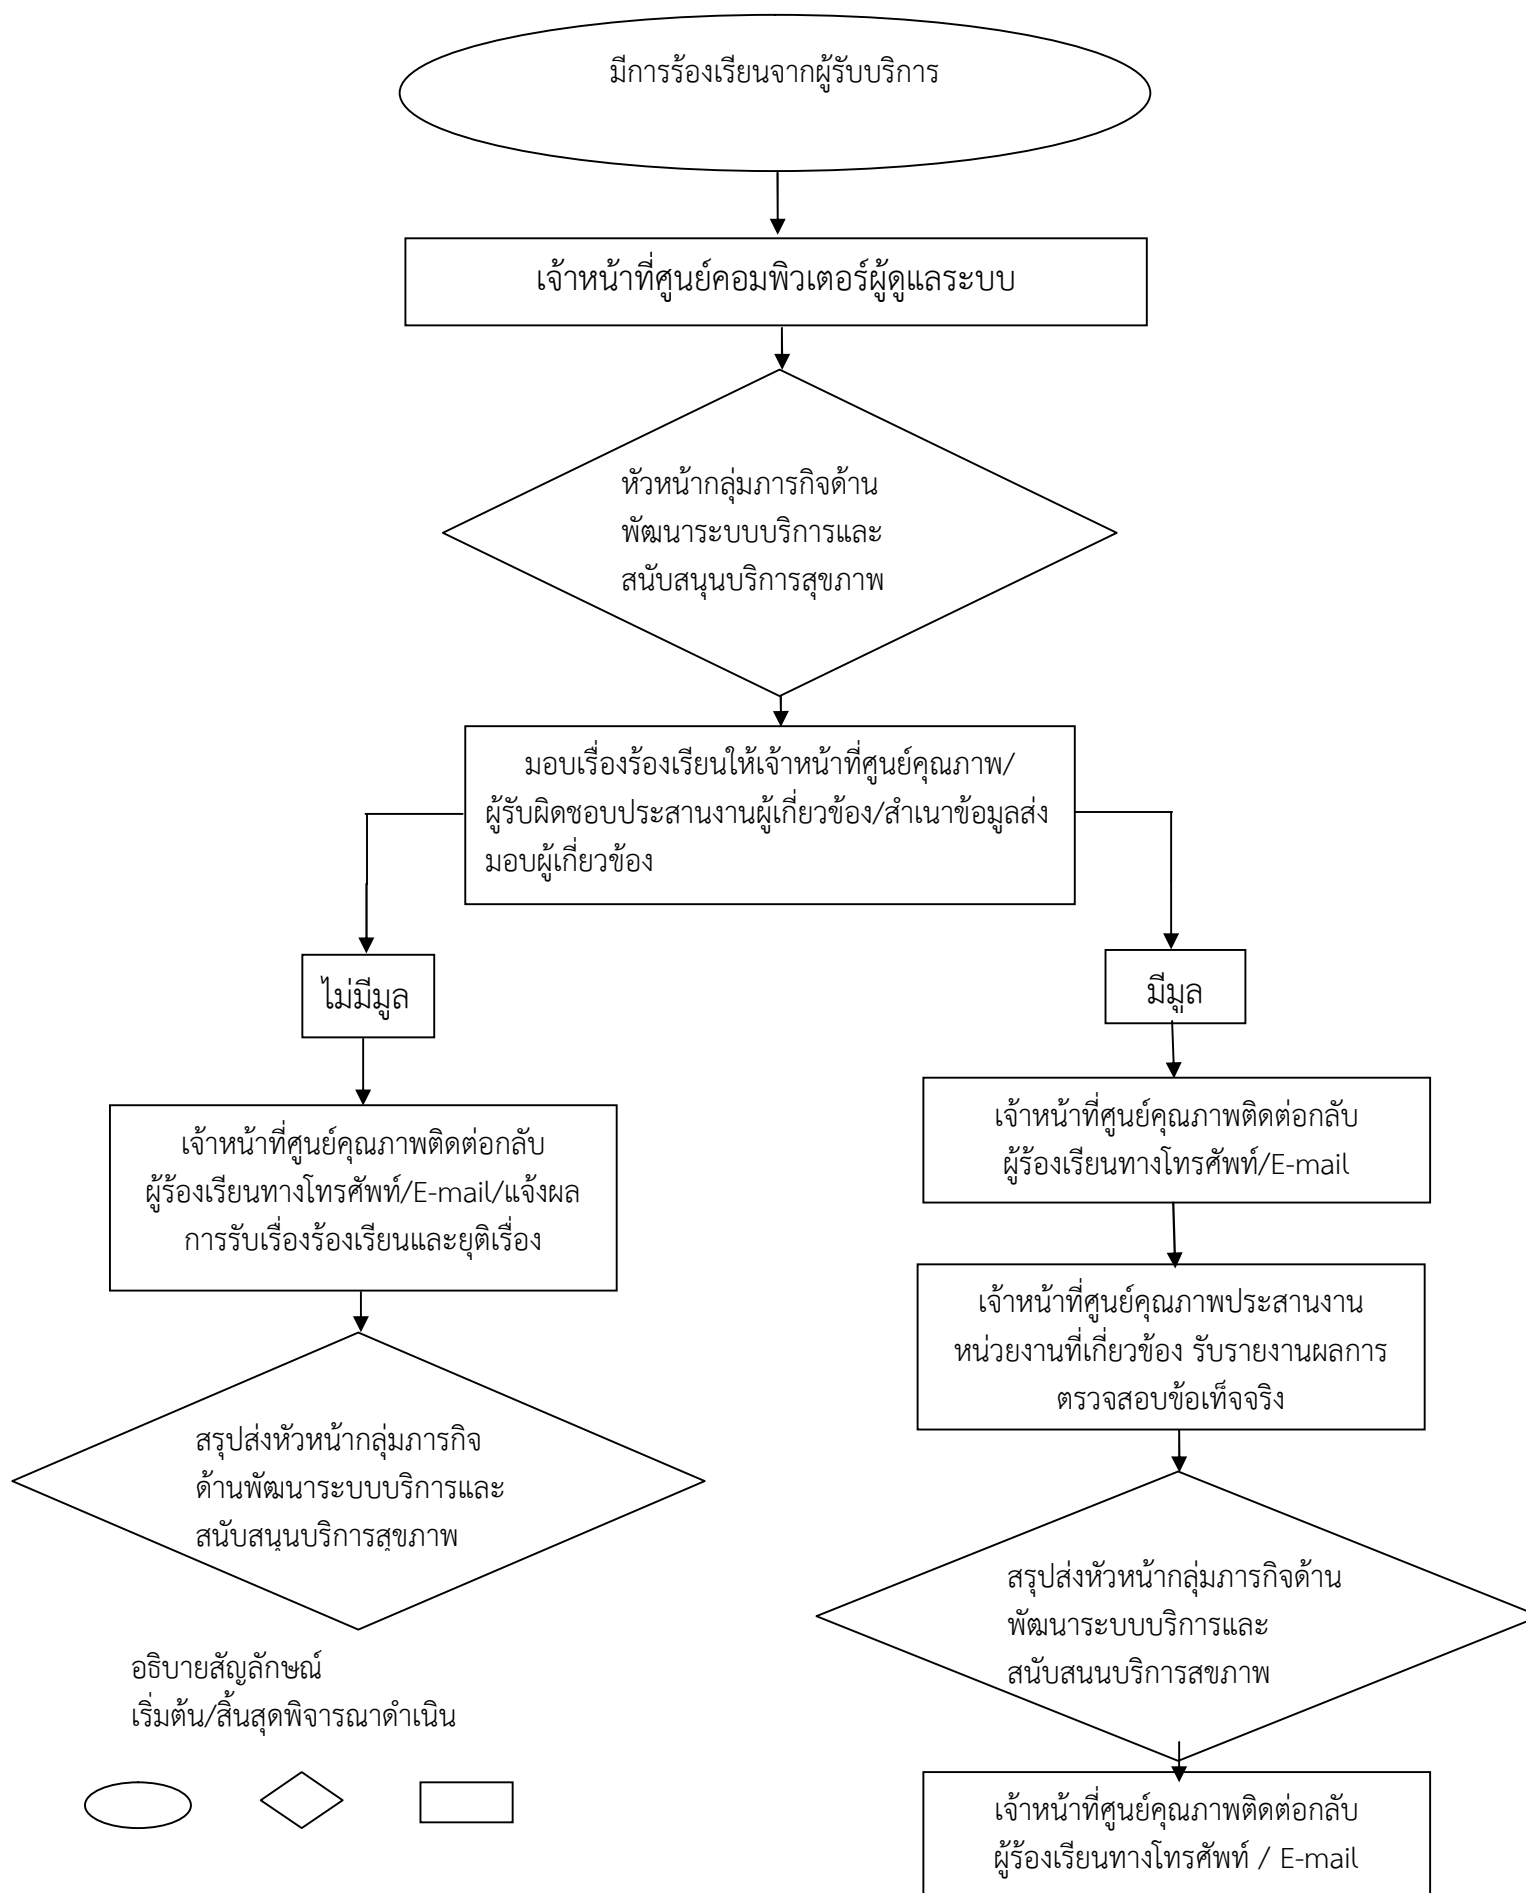 มีการร้องเรียนจากผู้รับบริการ
เจ้าหน้าที่ศูนย์คอมพิวเตอร์ผู้ดูแลระบบ
หัวหน้ากลุ่มภารกิจด้าน
พัฒนาระบบบริการและ
สนับสนุนบริการสุขภาพ
มอบเรื่องร้องเรียนให้เจ้าหน้าที่ศูนย์คุณภาพ/
ผู้รับผิดชอบประสานงานผู้เกี่ยวข้อง/สำเนาข้อมูลส่ง
มอบผู้เกี่ยวข้อง
ไม่มีมูล
เจ้าหน้าที่ศูนย์คุณภาพติดต่อกลับ
ผู้ร้องเรียนทางโทรศัพท์/E-mail/แจ้งผล
การรับเรื่องร้องเรียนและยุติเรื่อง
สรุปส่งหัวหน้ากลุ่มภารกิจ
ด้านพัฒนาระบบบริการและ
สนับสนุนบริการสุขภาพ
มีมูล
เจ้าหน้าที่ศูนย์คุณภาพติดต่อกลับ
ผู้ร้องเรียนทางโทรศัพท์/E-mail
เจ้าหน้าที่ศูนย์คุณภาพประสานงาน
หน่วยงานที่เกี่ยวข้อง รับรายงานผลการ
ตรวจสอบข้อเท็จจริง
สรุปส่งหัวหน้ากลุ่มภารกิจด้าน
พัฒนาระบบบริการและ
สนับสนุนบริการสุขภาพ
เจ้าหน้าที่ศูนย์คุณภาพติดต่อกลับ
ผู้ร้องเรียนทางโทรศัพท์ / E-mail
อธิบายสัญลักษณ์
เริ่มต้น/สิ้นสุดพิจารณาดำเนิน